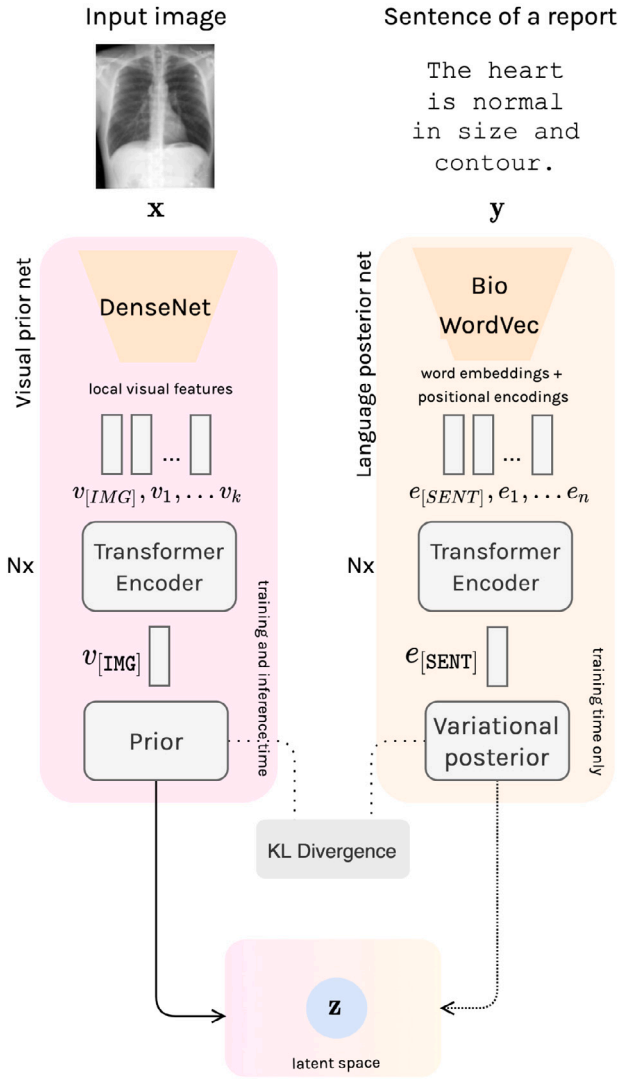 Input image
Sentence of a report
The heart
is normal
in size and
contour.
x
y
Visual prior net
DenseNet
local visual features
...
v[IMG], v1, ... vk
Nx
Transformer
Encoder
v[IMG]
training and inference time
Prior
Language posterior net
Bio
WordVec
word embeddings +
positional encodings
...
e[SENT], e1, ... en
Nx
Transformer
Encoder
e[SENT]
training time only
Variational
posterior
KL Divergence
z
latent space